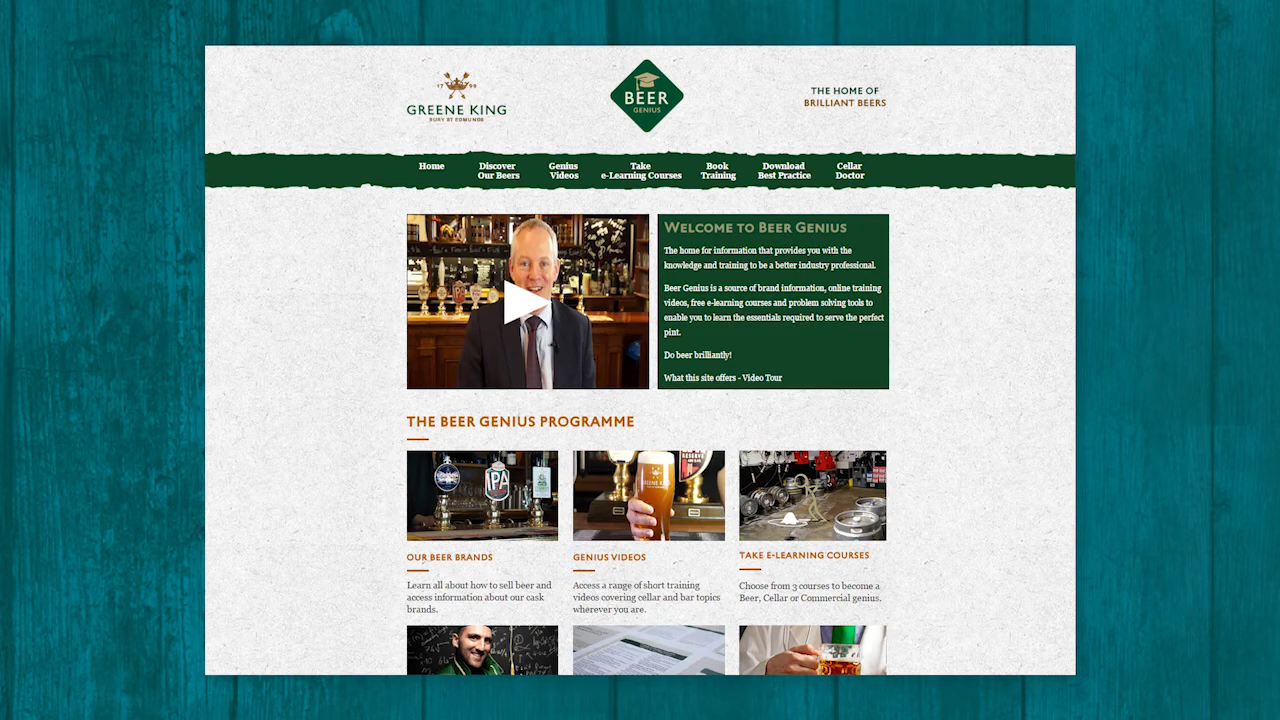 17 99
GREENE KING
BURY ST EDMUNDS
BEER
GENIUS
THE HOME OF
BRILLIANT BEERS
Home
Discover
Our Beers
Genius
Videos
Take
e-Learning Courses
Book
Training
Download
Best Practice
Cellar
Doctor
WELCOME TO BEER GENIUS
The home for information that provides you with the
knowledge and training to be a better industry professional.
Beer Genius is a source of brand information, online training
videos, free e-learning courses and problem solving tools to
enable you to learn the essentials required to serve the perfect
pint.
Do beer brilliantly!
What this site offers - Video Tour
THE BEER GENIUS PROGRAMME
IPA
GREENE KING
RESERVE
OUR BEER BRANDS
Learn all about how to sell beer and
access information about our cask
brands.
GENIUS VIDEOS
Access a range of short training
videos covering cellar and bar topics
wherever you are.
TAKE E-LEARNING COURSES
Choose from 3 courses to become a
Beer, Cellar or Commercial genius.